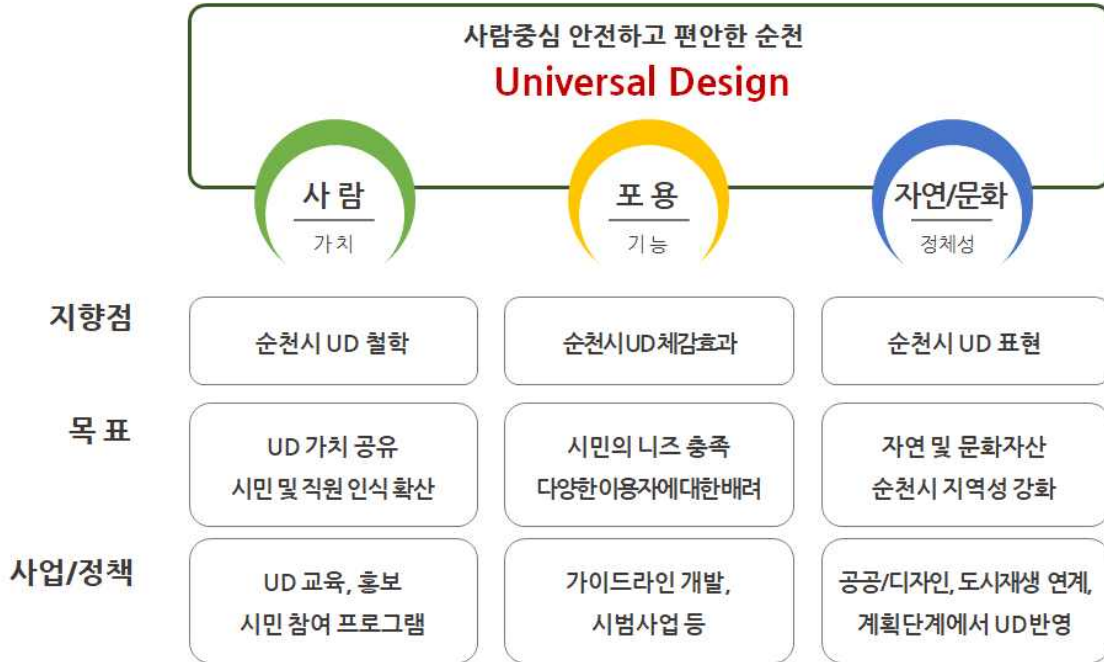 사람중심 안전하고 편안한 순천
Universal Design
사 람
가 치
포 용
기 능
자연/문화
정체성
지향점
순천시 UD 철학
순천시 UD 체감효과
순천시 UD 표현
목 표
UD 가치 공유
시민 및 직원 인식 확산
시민의 니즈 충족
다양한 이용자에 대한 배려
자연 및 문화자산
순천시 지역성 강화
사업/정책
UD 교육, 홍보
시민 참여 프로그램
가이드라인 개발,
시범사업 등
공공/디자인, 도시재생 연계,
계획단계에서 UD 반영